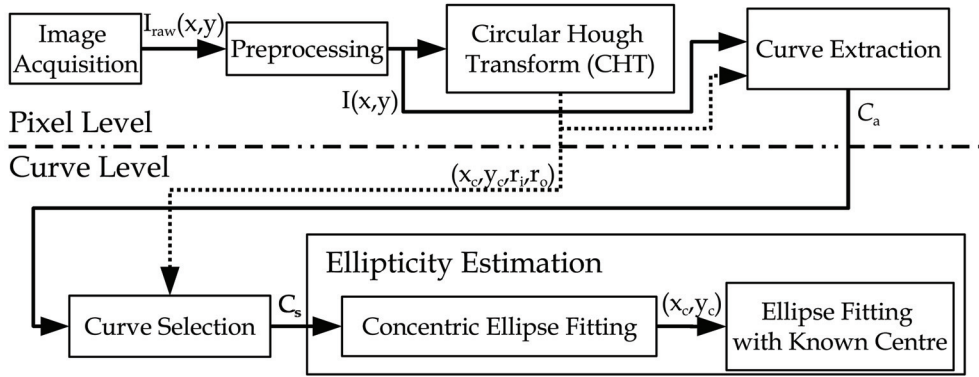 Image
Acquisition
I_raw(x,y)
Preprocessing
I(x,y)
Circular Hough
Transform (CHT)
Curve Extraction
C_a
Pixel Level
Curve Level
(x_c,y_c,r_i,r_o)
Curve Selection
C_s
Ellipticity Estimation
Concentric Ellipse Fitting
(x_c,y_c)
Ellipse Fitting
with Known Centre